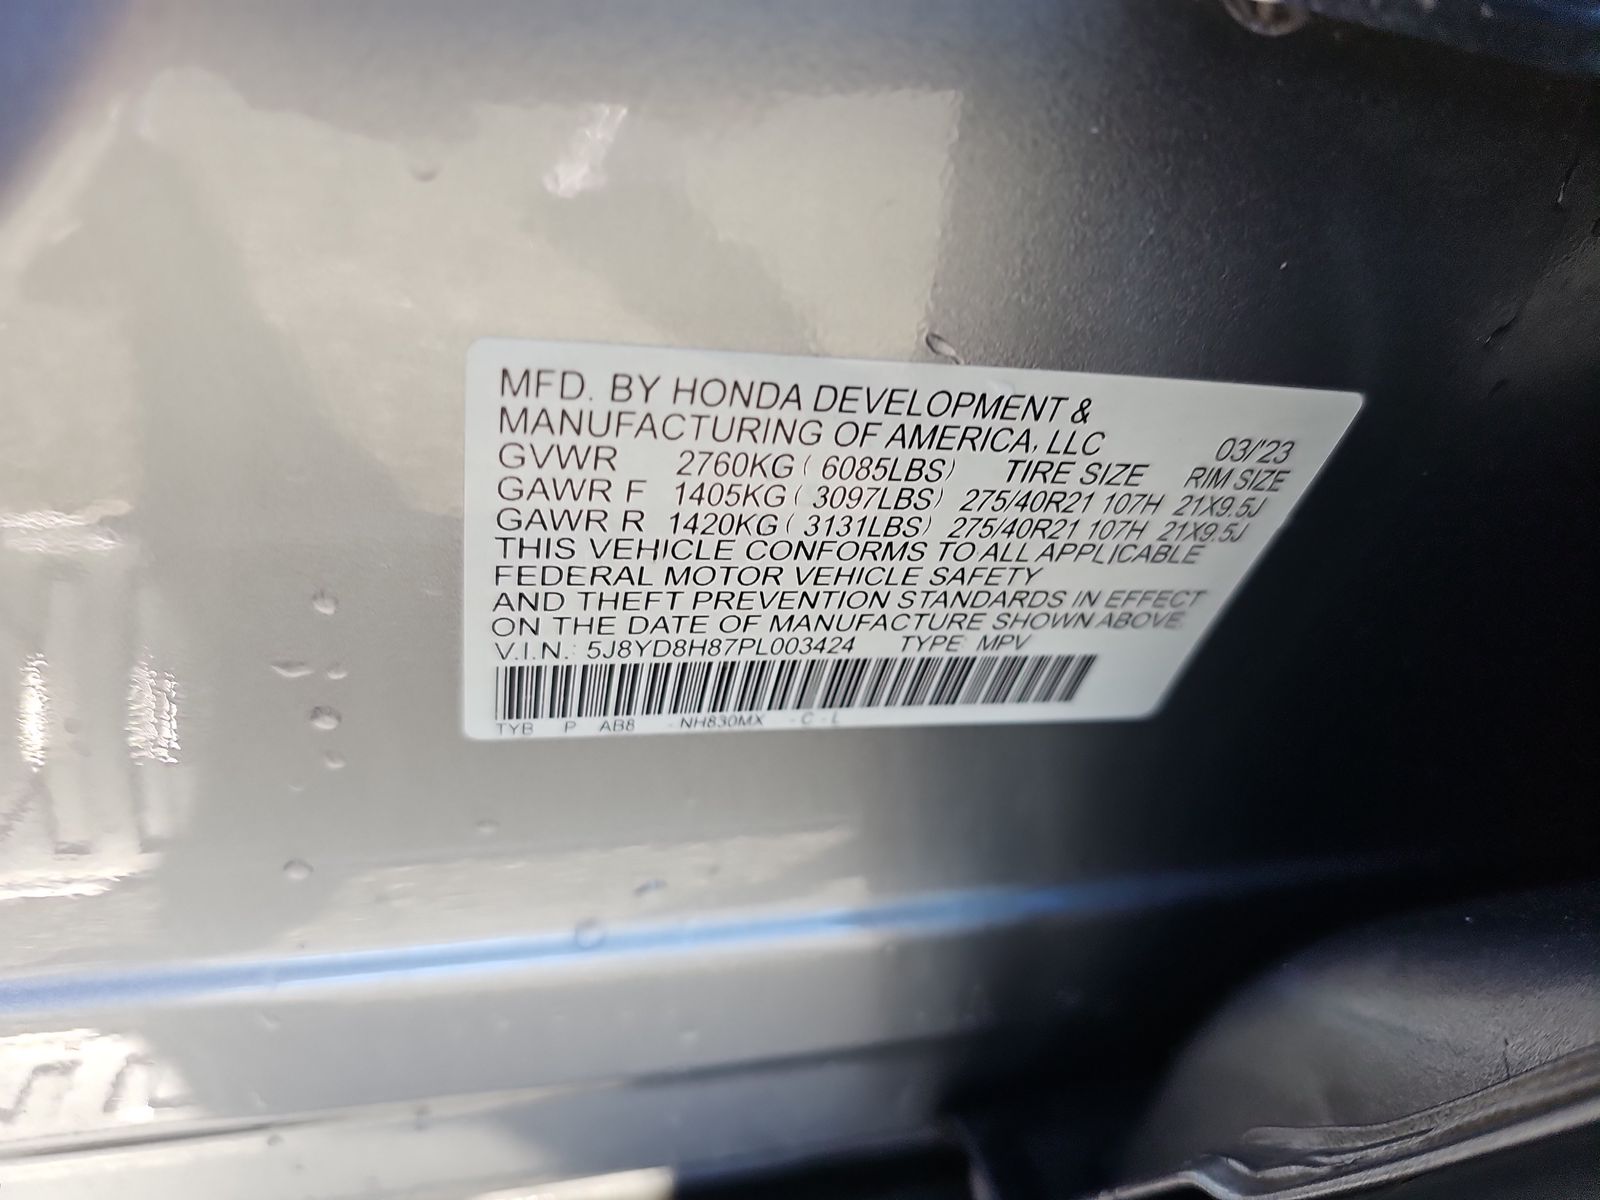 MFD. BY HONDA DEVELOPMENT &
MANUFACTURING OF AMERICA, LLC 03/'23
GVWR 2760KG ( 6085LBS) TIRE SIZE RIM SIZE
GAWR F 1405KG ( 3097LBS) 275/40R21 107H 21X9.5J
GAWR R 1420KG ( 3131LBS) 275/40R21 107H 21X9.5J
THIS VEHICLE CONFORMS TO ALL APPLICABLE
FEDERAL MOTOR VEHICLE SAFETY
AND THEFT PREVENTION STANDARDS IN EFFECT
ON THE DATE OF MANUFACTURE SHOWN ABOVE.
V.I.N.: 5J8YD8H87PL003424 TYPE: MPV
TYB P AB8 - NH830MX - C - L